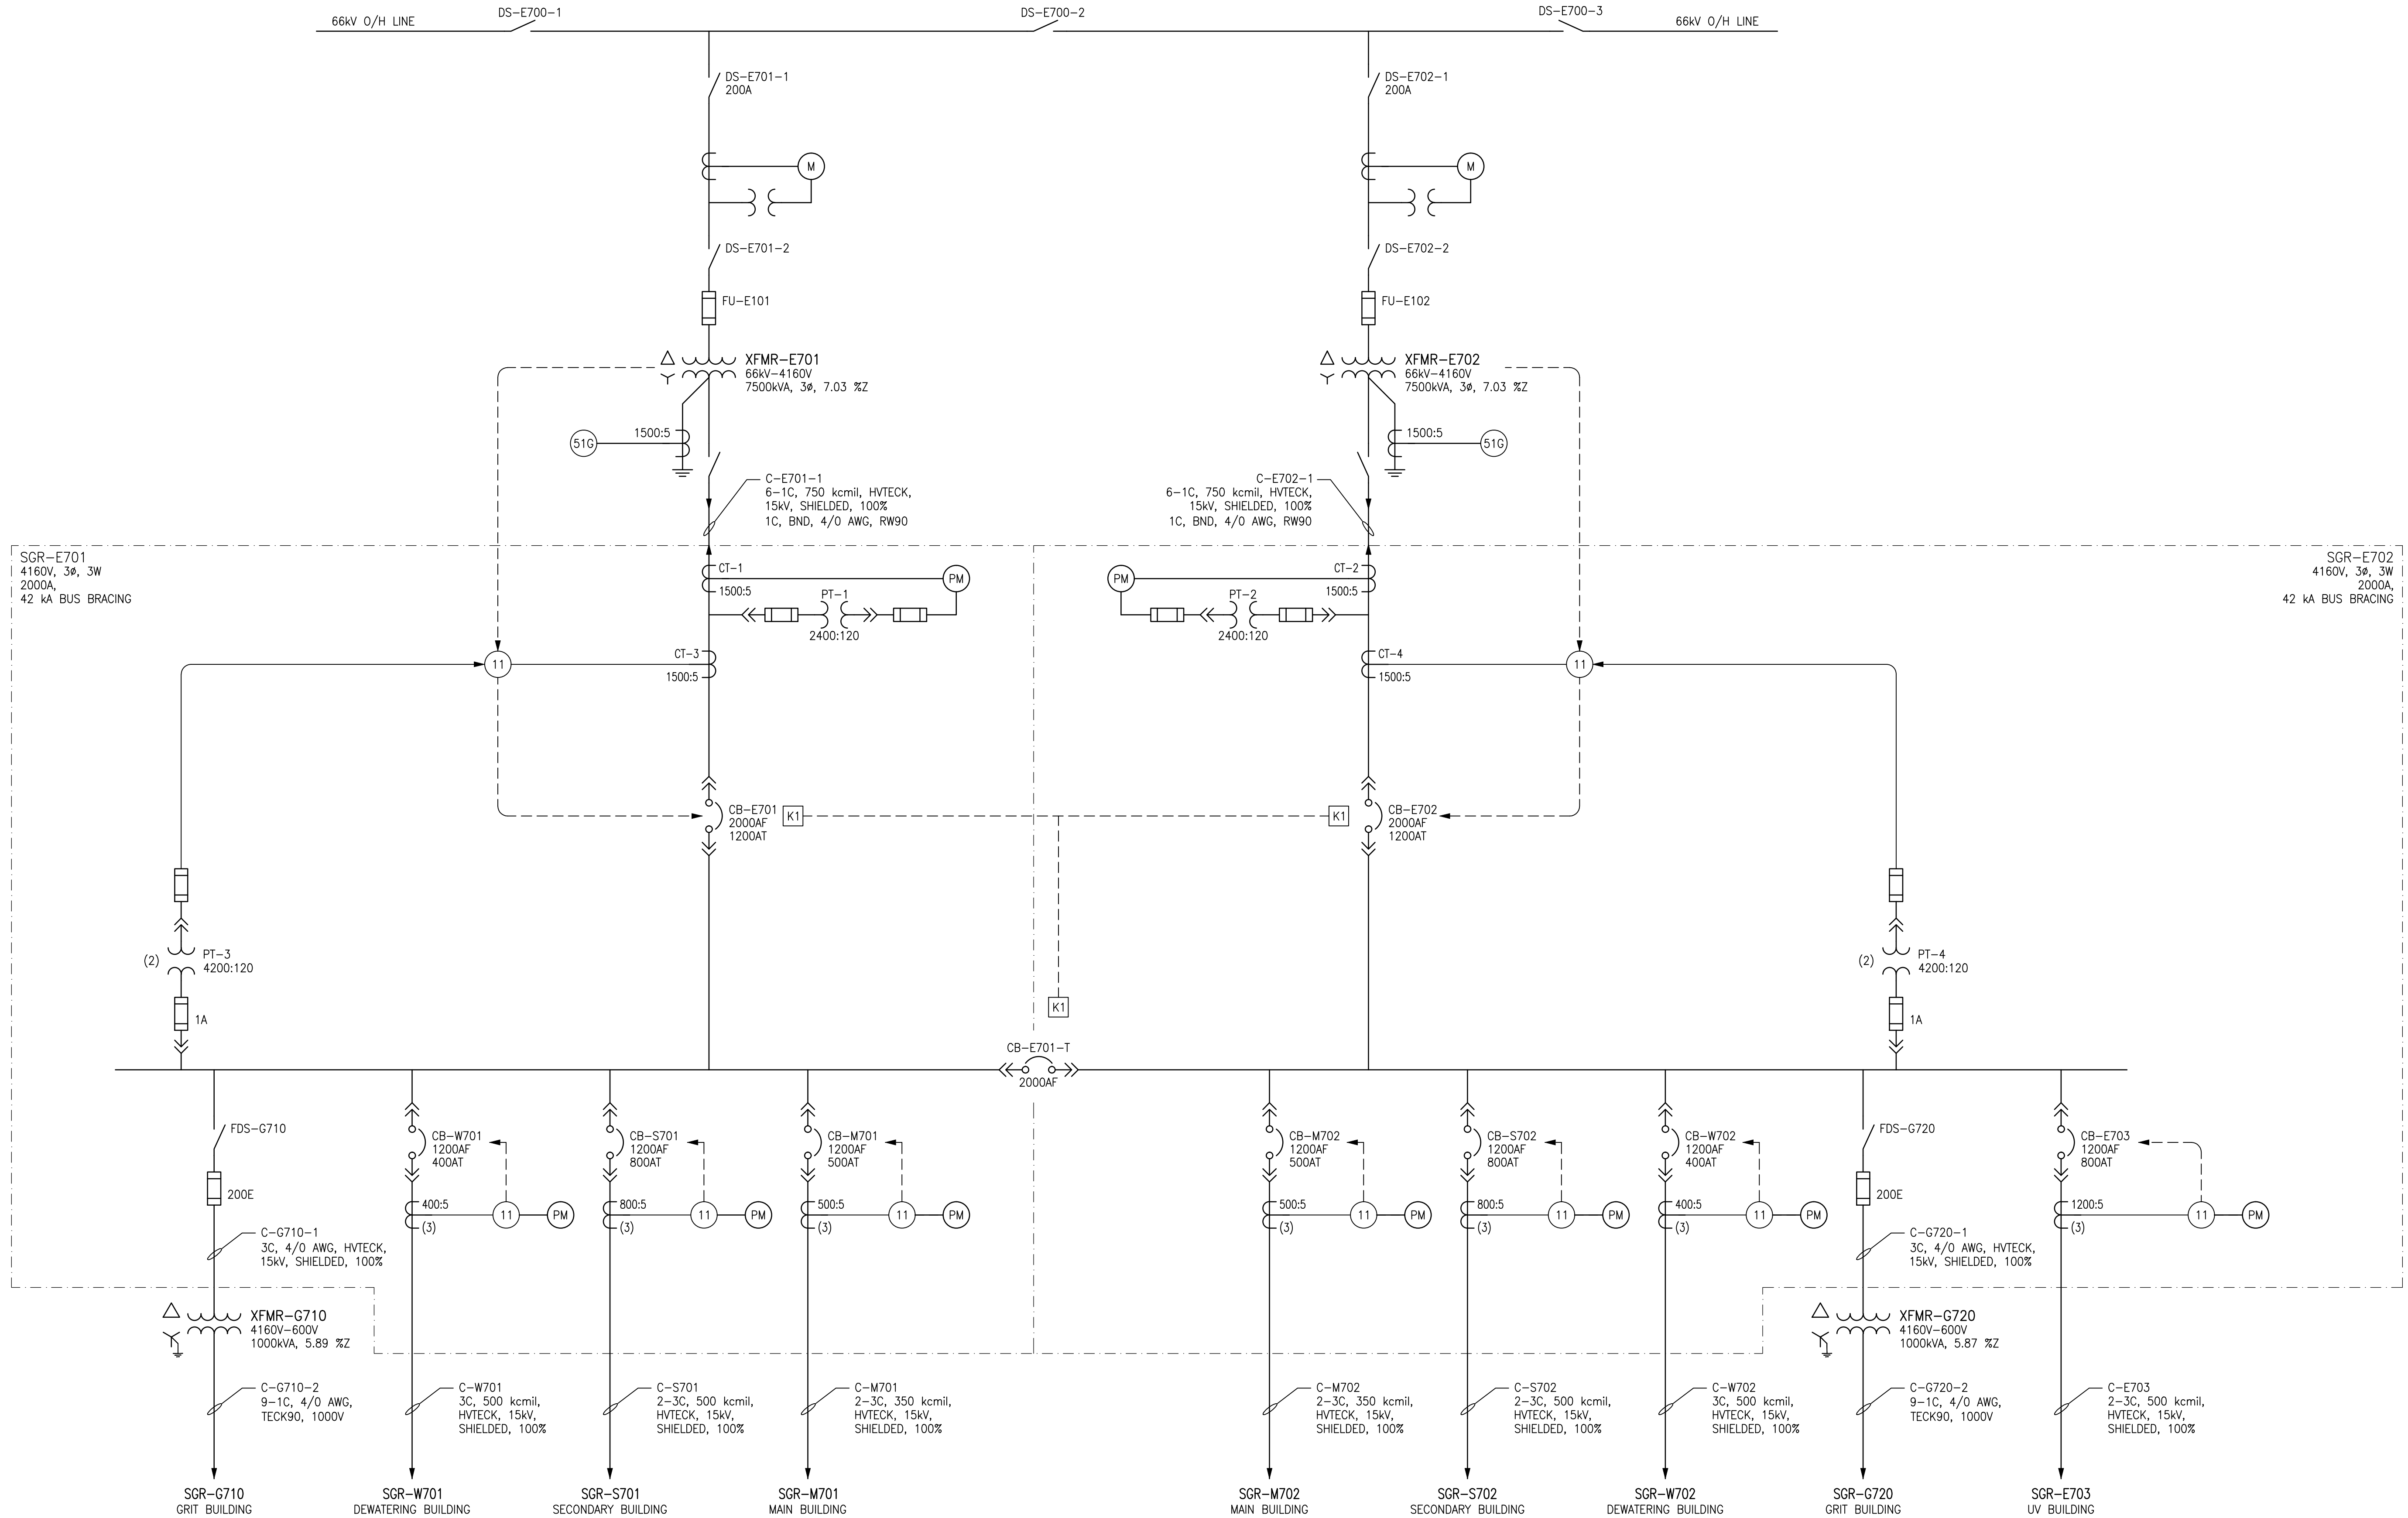 DS-E700-1
DS-E700-2
DS-E700-3
66kV O/H LINE
66kV O/H LINE
DS-E701-1
200A
DS-E702-1
200A
M
M
DS-E701-2
DS-E702-2
FU-E101
FU-E102
XFMR-E701
66kV-4160V
7500kVA, 3ø, 7.03 %Z
XFMR-E702
66kV-4160V
7500kVA, 3ø, 7.03 %Z
51G
1500:5
1500:5
51G
C-E701-1
6-1C, 750 kcmil, HVTECK,
15kV, SHIELDED, 100%
1C, BND, 4/0 AWG, RW90
C-E702-1
6-1C, 750 kcmil, HVTECK,
15kV, SHIELDED, 100%
1C, BND, 4/0 AWG, RW90
SGR-E701
4160V, 3ø, 3W
2000A,
42 kA BUS BRACING
SGR-E702
4160V, 3ø, 3W
2000A,
42 kA BUS BRACING
CT-1
1500:5
PM
PT-1
2400:120
PM
CT-2
1500:5
PT-2
2400:120
CT-3
1500:5
11
CT-4
1500:5
11
CB-E701
2000AF
1200AT
K1
K1
CB-E702
2000AF
1200AT
(2)
PT-3
4200:120
1A
(2)
PT-4
4200:120
1A
K1
CB-E701-T
2000AF
FDS-G710
200E
CB-W701
1200AF
400AT
400:5
(3)
11
PM
CB-S701
1200AF
800AT
800:5
(3)
11
PM
CB-M701
1200AF
500AT
500:5
(3)
11
PM
CB-M702
1200AF
500AT
500:5
(3)
11
PM
CB-S702
1200AF
800AT
800:5
(3)
11
PM
CB-W702
1200AF
400AT
400:5
(3)
11
PM
FDS-G720
200E
CB-E703
1200AF
800AT
1200:5
(3)
11
PM
C-G710-1
3C, 4/0 AWG, HVTECK,
15kV, SHIELDED, 100%
C-G720-1
3C, 4/0 AWG, HVTECK,
15kV, SHIELDED, 100%
XFMR-G710
4160V-600V
1000kVA, 5.89 %Z
XFMR-G720
4160V-600V
1000kVA, 5.87 %Z
C-G710-2
9-1C, 4/0 AWG,
TECK90, 1000V
C-W701
3C, 500 kcmil,
HVTECK, 15kV,
SHIELDED, 100%
C-S701
2-3C, 500 kcmil,
HVTECK, 15kV,
SHIELDED, 100%
C-M701
2-3C, 350 kcmil,
HVTECK, 15kV,
SHIELDED, 100%
C-M702
2-3C, 350 kcmil,
HVTECK, 15kV,
SHIELDED, 100%
C-S702
2-3C, 500 kcmil,
HVTECK, 15kV,
SHIELDED, 100%
C-W702
3C, 500 kcmil,
HVTECK, 15kV,
SHIELDED, 100%
C-G720-2
9-1C, 4/0 AWG,
TECK90, 1000V
C-E703
2-3C, 500 kcmil,
HVTECK, 15kV,
SHIELDED, 100%
SGR-G710
GRIT BUILDING
SGR-W701
DEWATERING BUILDING
SGR-S701
SECONDARY BUILDING
SGR-M701
MAIN BUILDING
SGR-M702
MAIN BUILDING
SGR-S702
SECONDARY BUILDING
SGR-W702
DEWATERING BUILDING
SGR-G720
GRIT BUILDING
SGR-E703
UV BUILDING